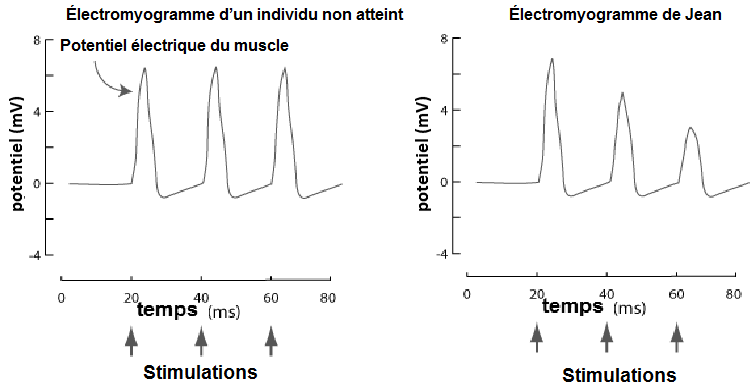 Électromyogramme d'un individu non atteint
Potentiel électrique du muscle
potentiel (mV)
8
4
0
-4
0 20 40 60 80
temps (ms)
Stimulations
Électromyogramme de Jean
potentiel (mV)
8
4
0
-4
0 20 40 60 80
temps (ms)
Stimulations